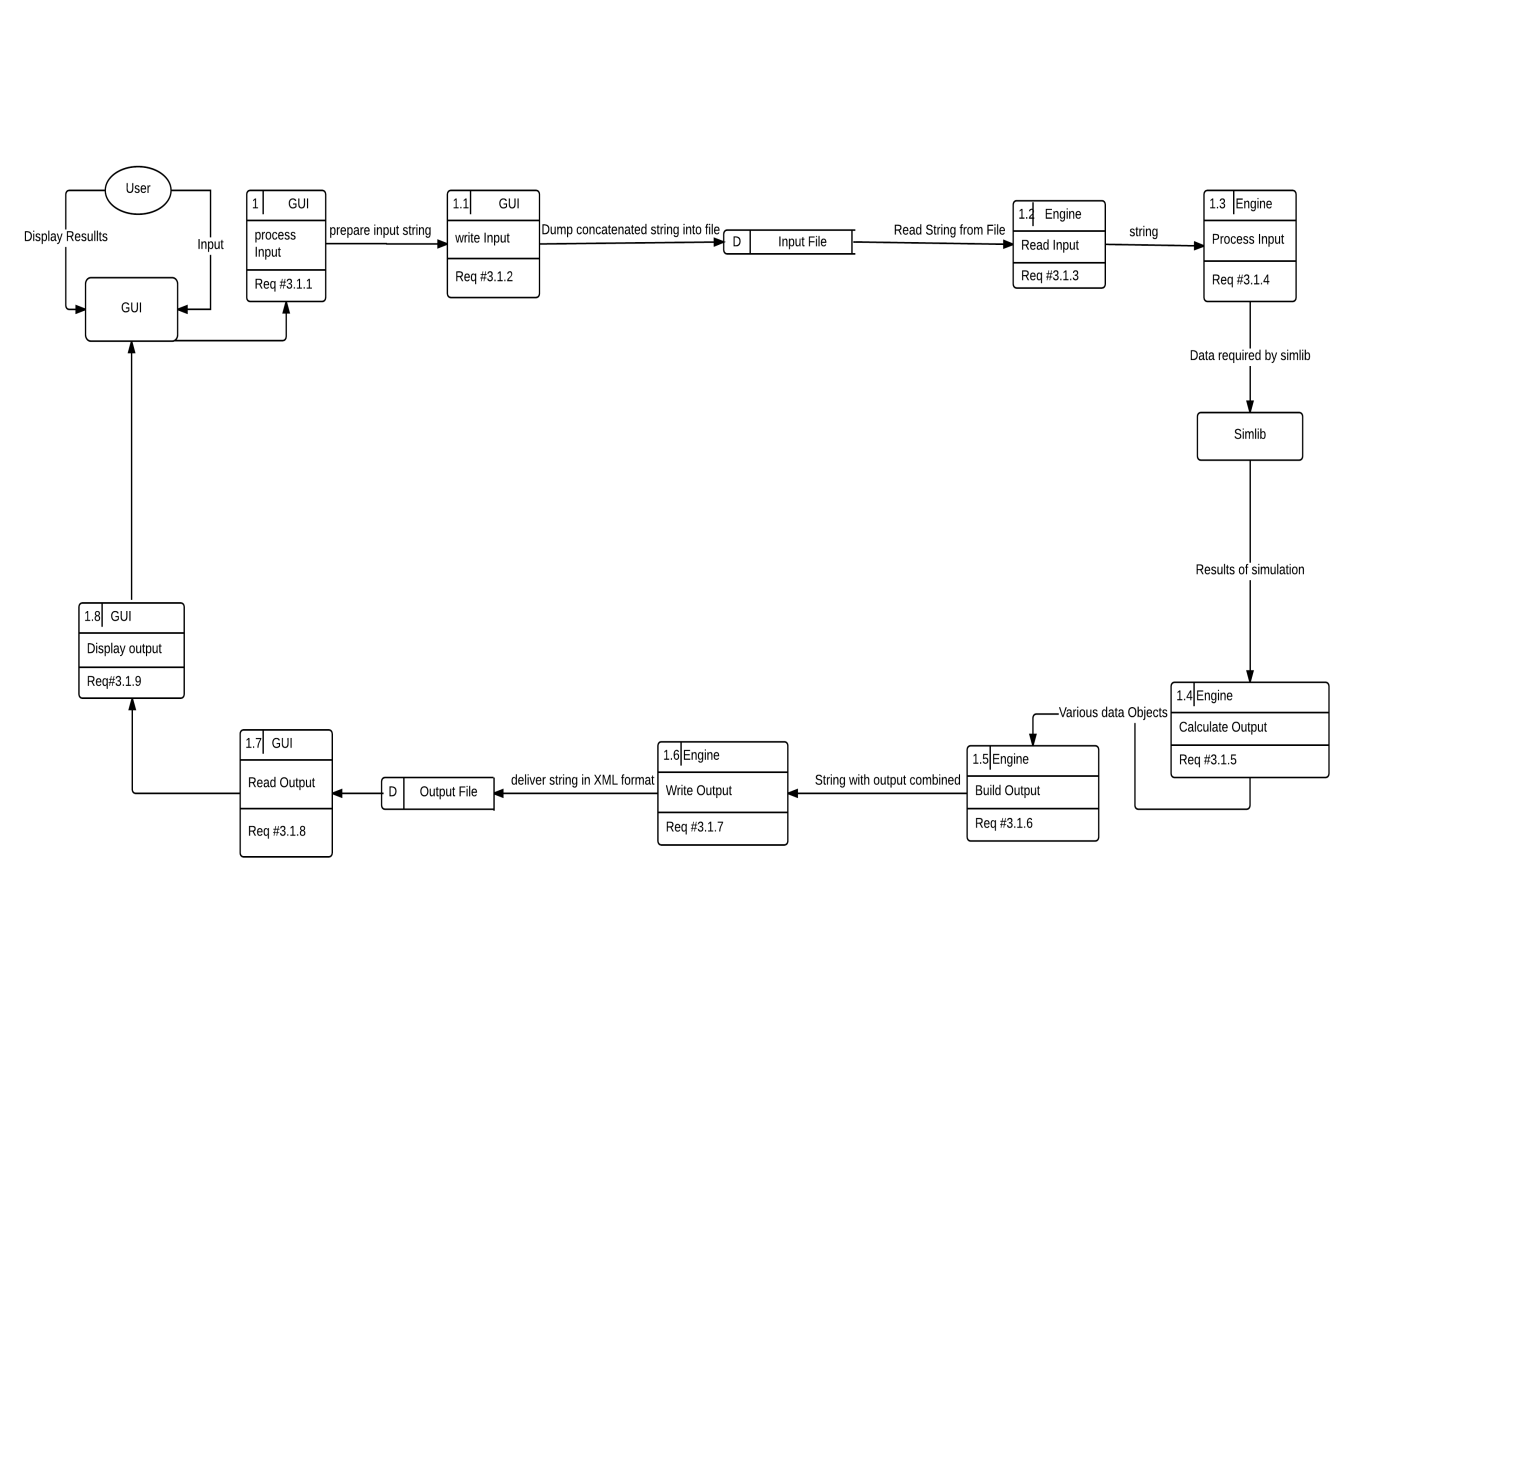 User
Display Resullts
Input
GUI
1 GUI
process
Input
Req #3.1.1
prepare input string
1.1 GUI
write Input
Req #3.1.2
Dump concatenated string into file
D Input File
Read String from File
1.2 Engine
Read Input
Req #3.1.3
string
1.3 Engine
Process Input
Req #3.1.4
Data required by simlib
Simlib
Results of simulation
1.4 Engine
Calculate Output
Req #3.1.5
Various data Objects
1.5 Engine
Build Output
Req #3.1.6
String with output combined
1.6 Engine
Write Output
Req #3.1.7
deliver string in XML format
D Output File
1.7 GUI
Read Output
Req #3.1.8
1.8 GUI
Display output
Req#3.1.9